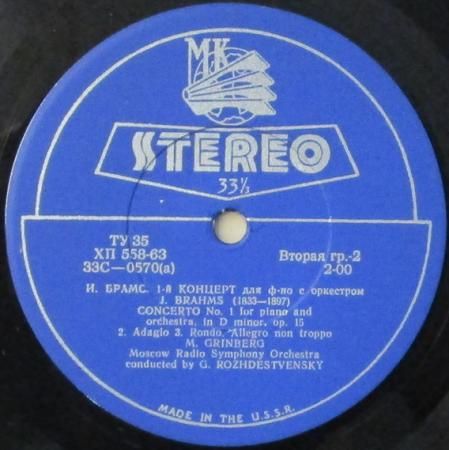 МК
STEREO
33⅓
ТУ 35
ХП 558-63
33С—0570(а)
Вторая гр.-2
2-00
И. БРАМС. 1-й КОНЦЕРТ для ф-но с оркестром
J. BRAHMS (1833—1897)
CONCERTO No. 1 for piano and
orchestra, in D minor, op. 15
2. Adagio 3. Rondo. Allegro non troppo
M. GRINBERG
Moscow Radio Symphony Orchestra
conducted by G. ROZHDESTVENSKY
MADE IN THE U.S.S.R.